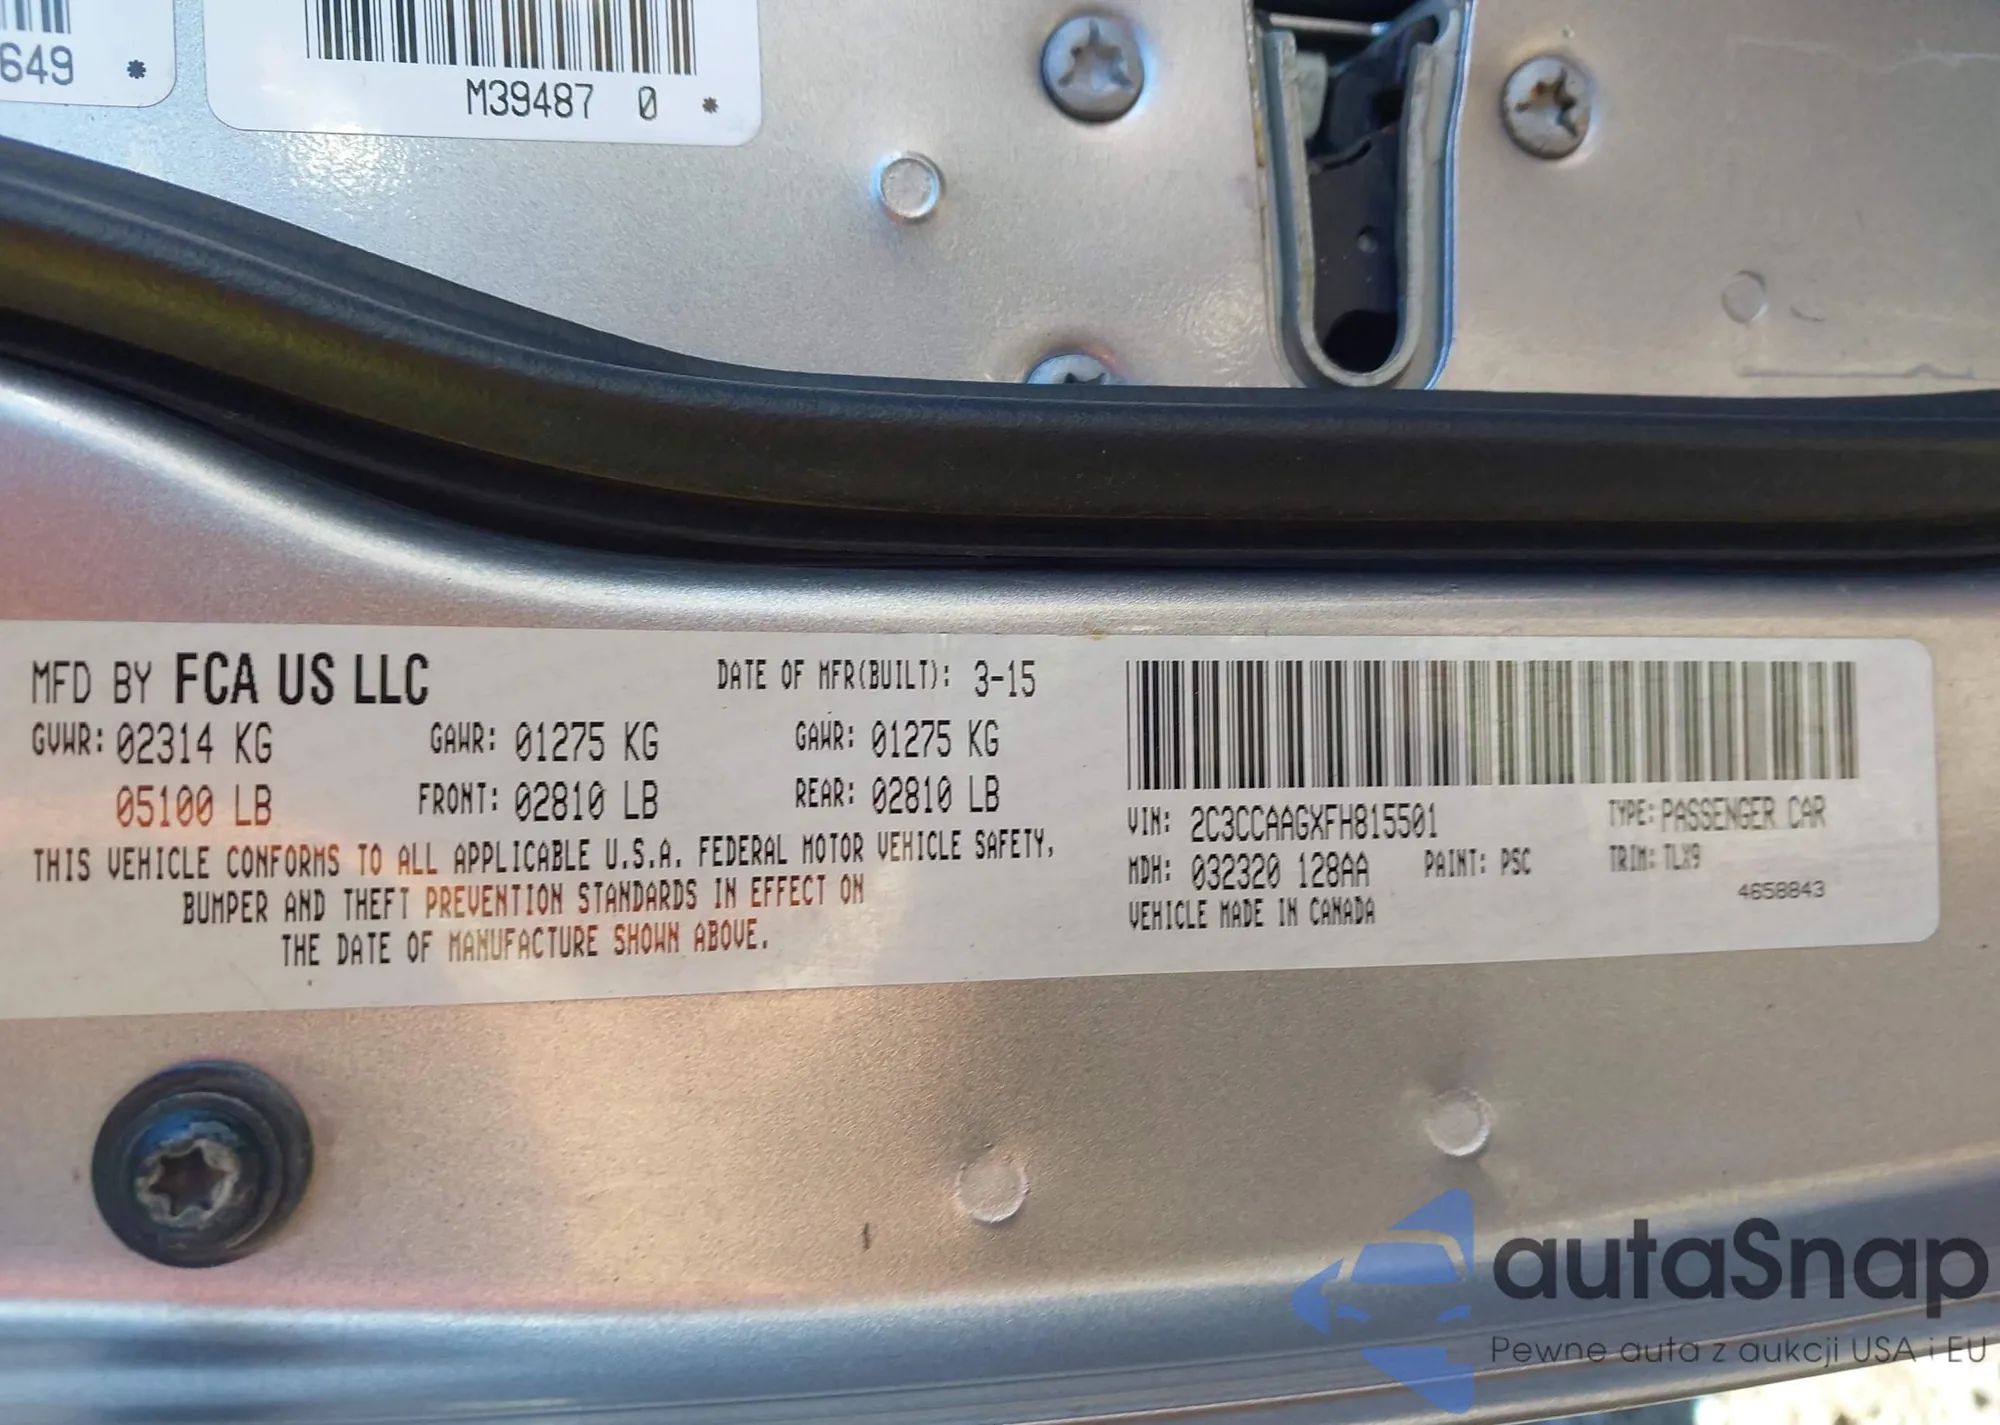 649 *
M39487 0 *
MFD BY FCA US LLC DATE OF MFR(BUILT): 3-15
GVWR: 02314 KG GAWR: 01275 KG GAWR: 01275 KG
05100 LB FRONT: 02810 LB REAR: 02810 LB
THIS VEHICLE CONFORMS TO ALL APPLICABLE U.S.A. FEDERAL MOTOR VEHICLE SAFETY,
BUMPER AND THEFT PREVENTION STANDARDS IN EFFECT ON
THE DATE OF MANUFACTURE SHOWN ABOVE.
VIN: 2C3CCAAGXFH815501 TYPE: PASSENGER CAR
MDH: 032320 128AA PAINT: PSC TRIM: TLX9
VEHICLE MADE IN CANADA 4658843
autaSnap
Pewne auta z aukcji USA i EU